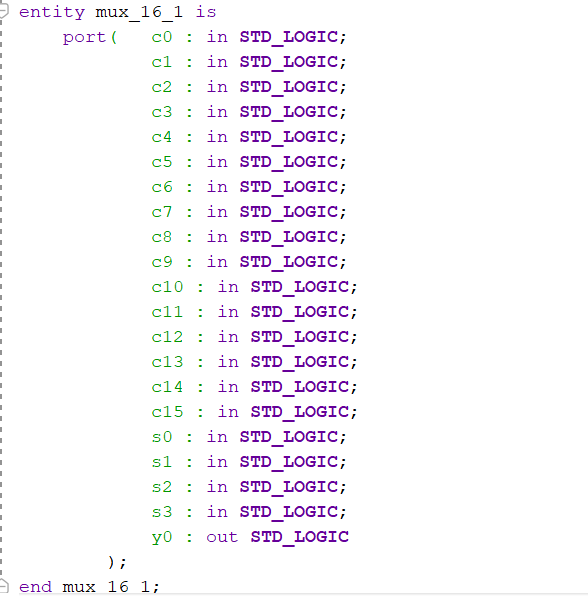 entity mux_16_1 is
port( c0 : in STD_LOGIC;
c1 : in STD_LOGIC;
c2 : in STD_LOGIC;
c3 : in STD_LOGIC;
c4 : in STD_LOGIC;
c5 : in STD_LOGIC;
c6 : in STD_LOGIC;
c7 : in STD_LOGIC;
c8 : in STD_LOGIC;
c9 : in STD_LOGIC;
c10 : in STD_LOGIC;
c11 : in STD_LOGIC;
c12 : in STD_LOGIC;
c13 : in STD_LOGIC;
c14 : in STD_LOGIC;
c15 : in STD_LOGIC;
s0 : in STD_LOGIC;
s1 : in STD_LOGIC;
s2 : in STD_LOGIC;
s3 : in STD_LOGIC;
y0 : out STD_LOGIC
);
end mux_16_1;